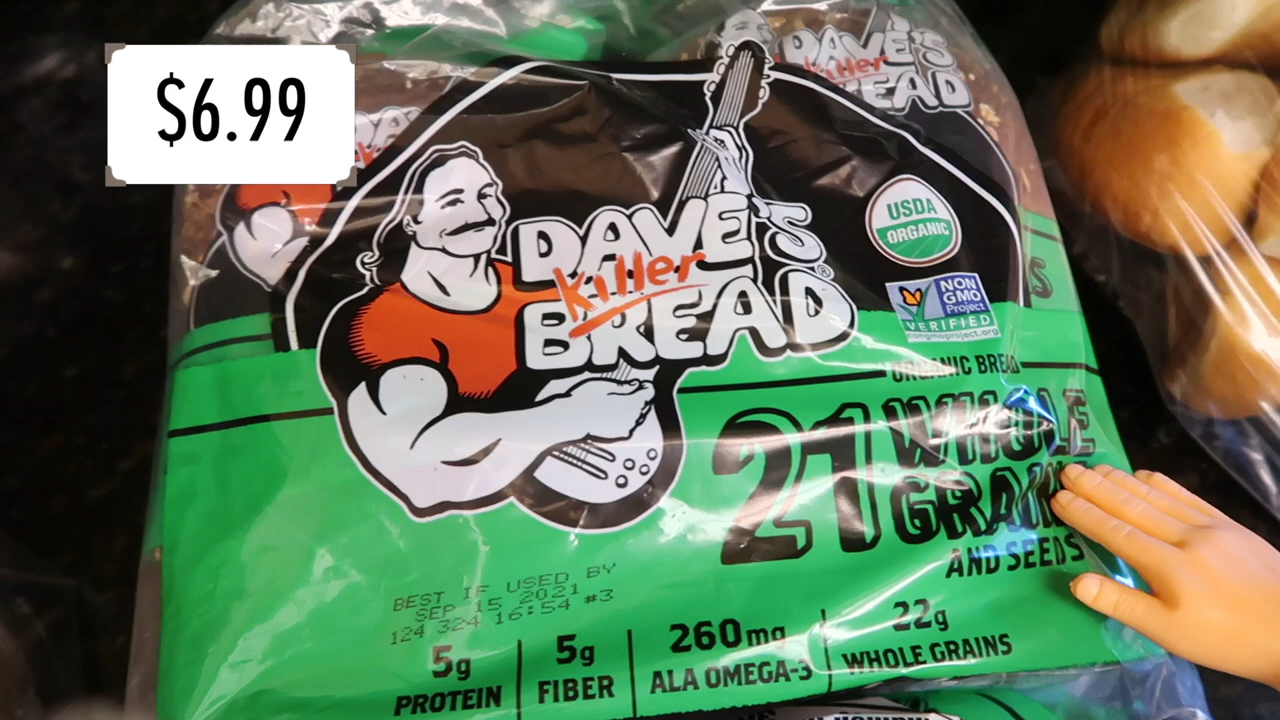 $6.99
DAVE'S
Killer
BREAD
DAVE'S
Killer
BREAD®
USDA
ORGANIC
NON
GMO
Project
VERIFIED
nongmoproject.org
ORGANIC BREAD
21 WHOLE
GRAINS
AND SEEDS
BEST IF USED BY
SEP 15 2021
124 324 16:54 #3
5g
PROTEIN
5g
FIBER
260mg
ALA OMEGA-3
22g
WHOLE GRAINS